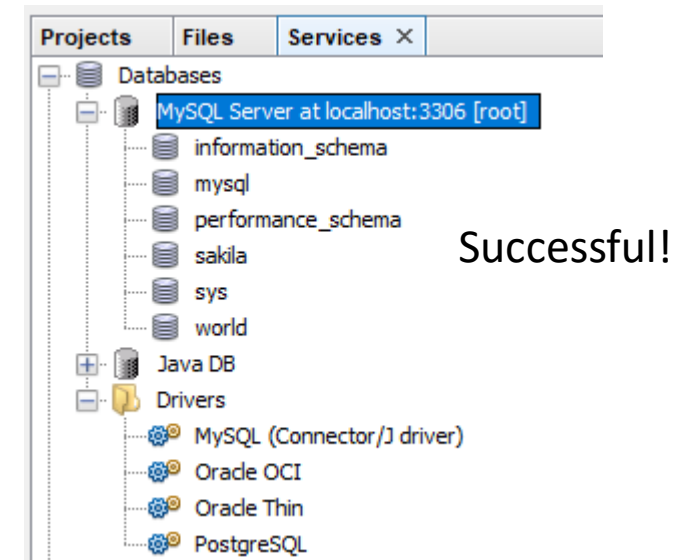 Projects Files Services ×
Databases
MySQL Server at localhost:3306 [root]
information_schema
mysql
performance_schema
Successful!
sakila
sys
world
Java DB
Drivers
MySQL (Connector/J driver)
Oracle OCI
Oracle Thin
PostgreSQL